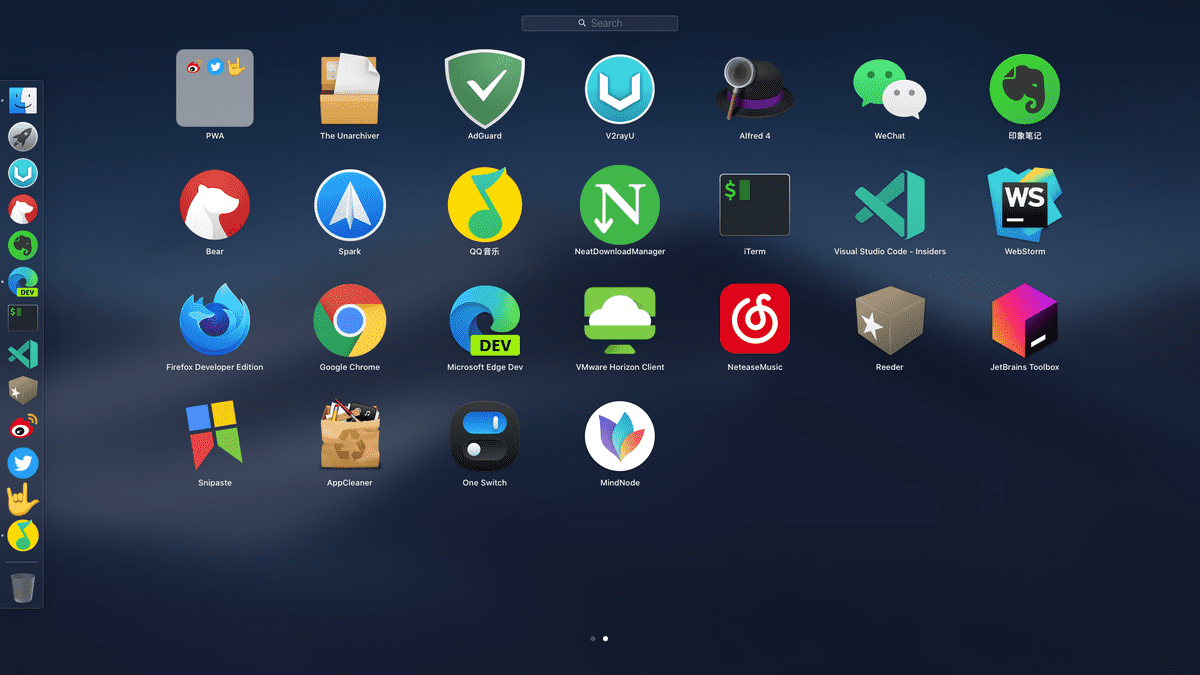 Search
PWA
The Unarchiver
AdGuard
V2rayU
Alfred 4
WeChat
印象笔记
Bear
Spark
QQ音乐
NeatDownloadManager
$
iTerm
Visual Studio Code - Insiders
WS
WebStorm
DEV
$
Firefox Developer Edition
Google Chrome
DEV
Microsoft Edge Dev
VMware Horizon Client
NeteaseMusic
Reeder
JetBrains Toolbox
Snipaste
AppCleaner
One Switch
MindNode